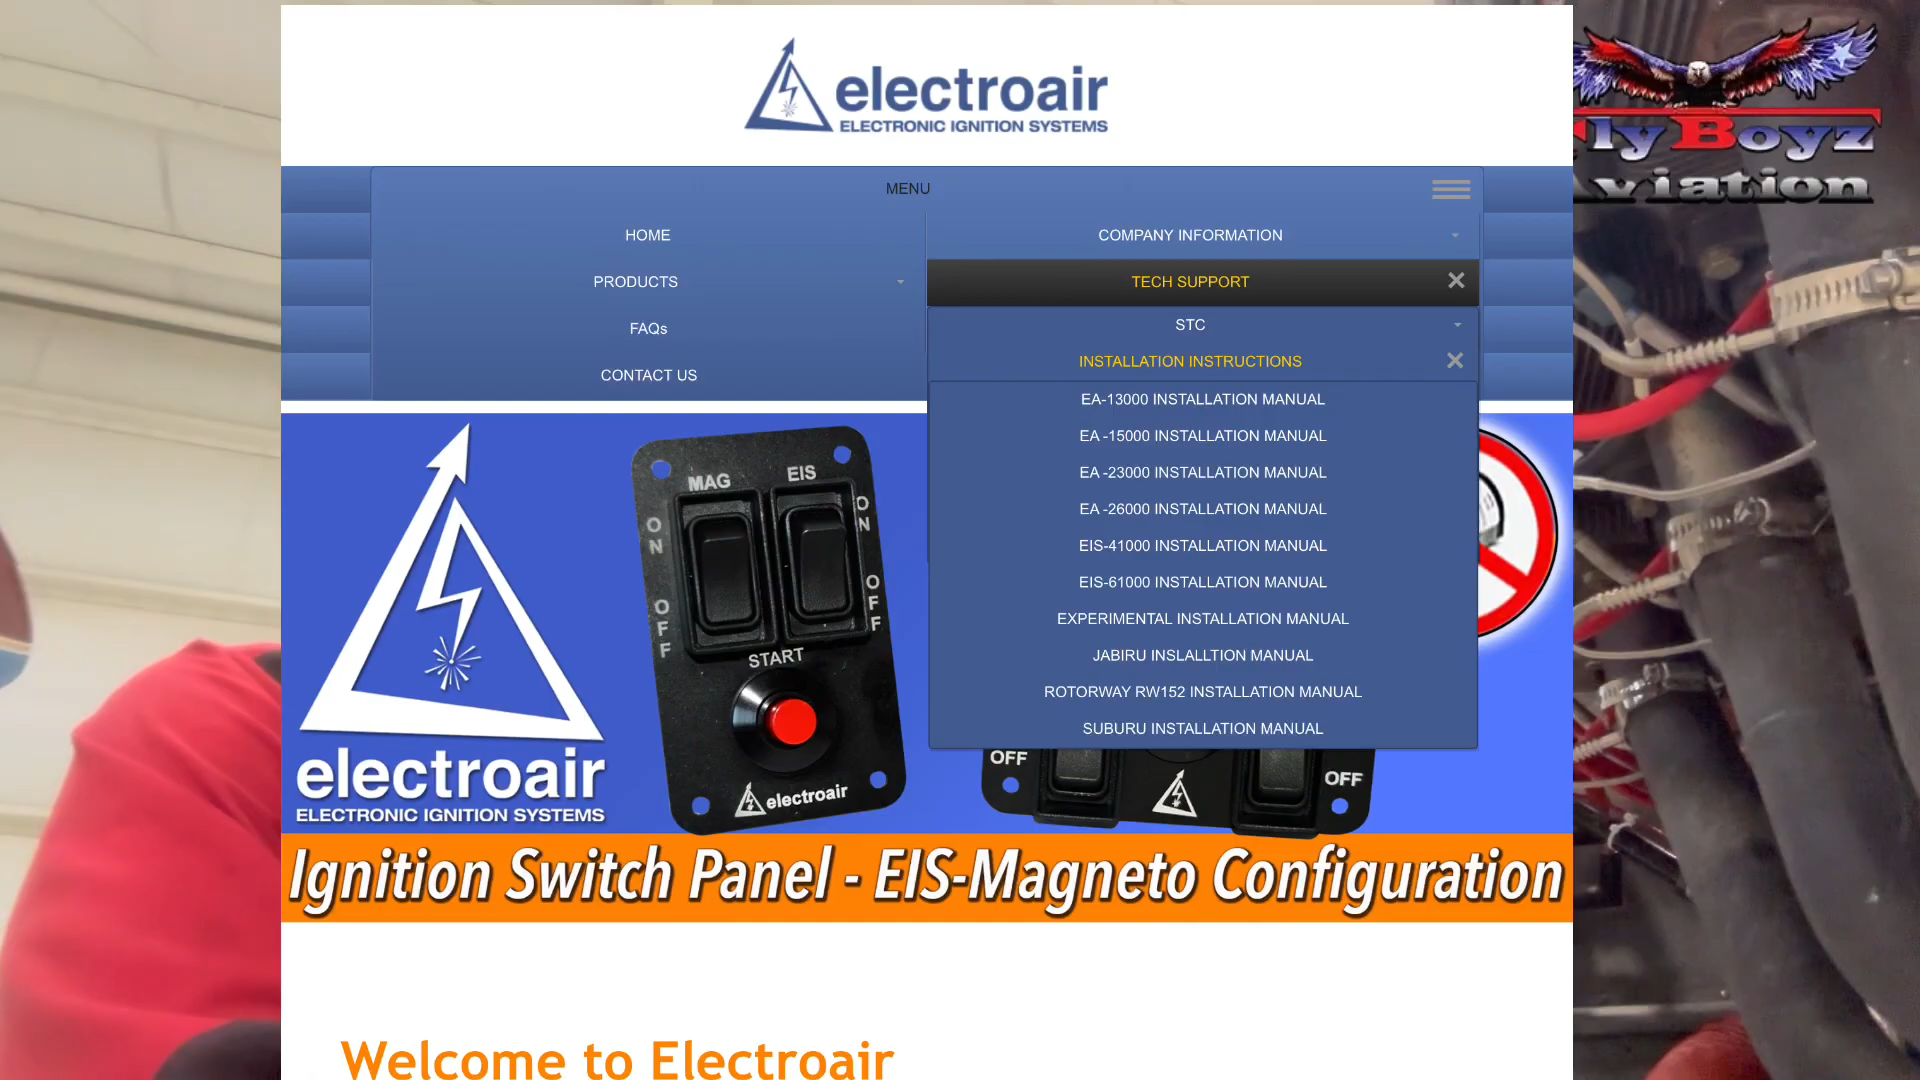 electroair
ELECTRONIC IGNITION SYSTEMS
FlyBoyz
Aviation
MENU
HOME
COMPANY INFORMATION
PRODUCTS
TECH SUPPORT
FAQs
STC
CONTACT US
INSTALLATION INSTRUCTIONS
EA-13000 INSTALLATION MANUAL
EA -15000 INSTALLATION MANUAL
EA -23000 INSTALLATION MANUAL
EA -26000 INSTALLATION MANUAL
EIS-41000 INSTALLATION MANUAL
EIS-61000 INSTALLATION MANUAL
EXPERIMENTAL INSTALLATION MANUAL
JABIRU INSLALLTION MANUAL
ROTORWAY RW152 INSTALLATION MANUAL
SUBURU INSTALLATION MANUAL
electroair
ELECTRONIC IGNITION SYSTEMS
MAG EIS
ON
ON
OFF
OFF
START
electroair
OFF
OFF
Ignition Switch Panel - EIS-Magneto Configuration
Welcome to Electroair